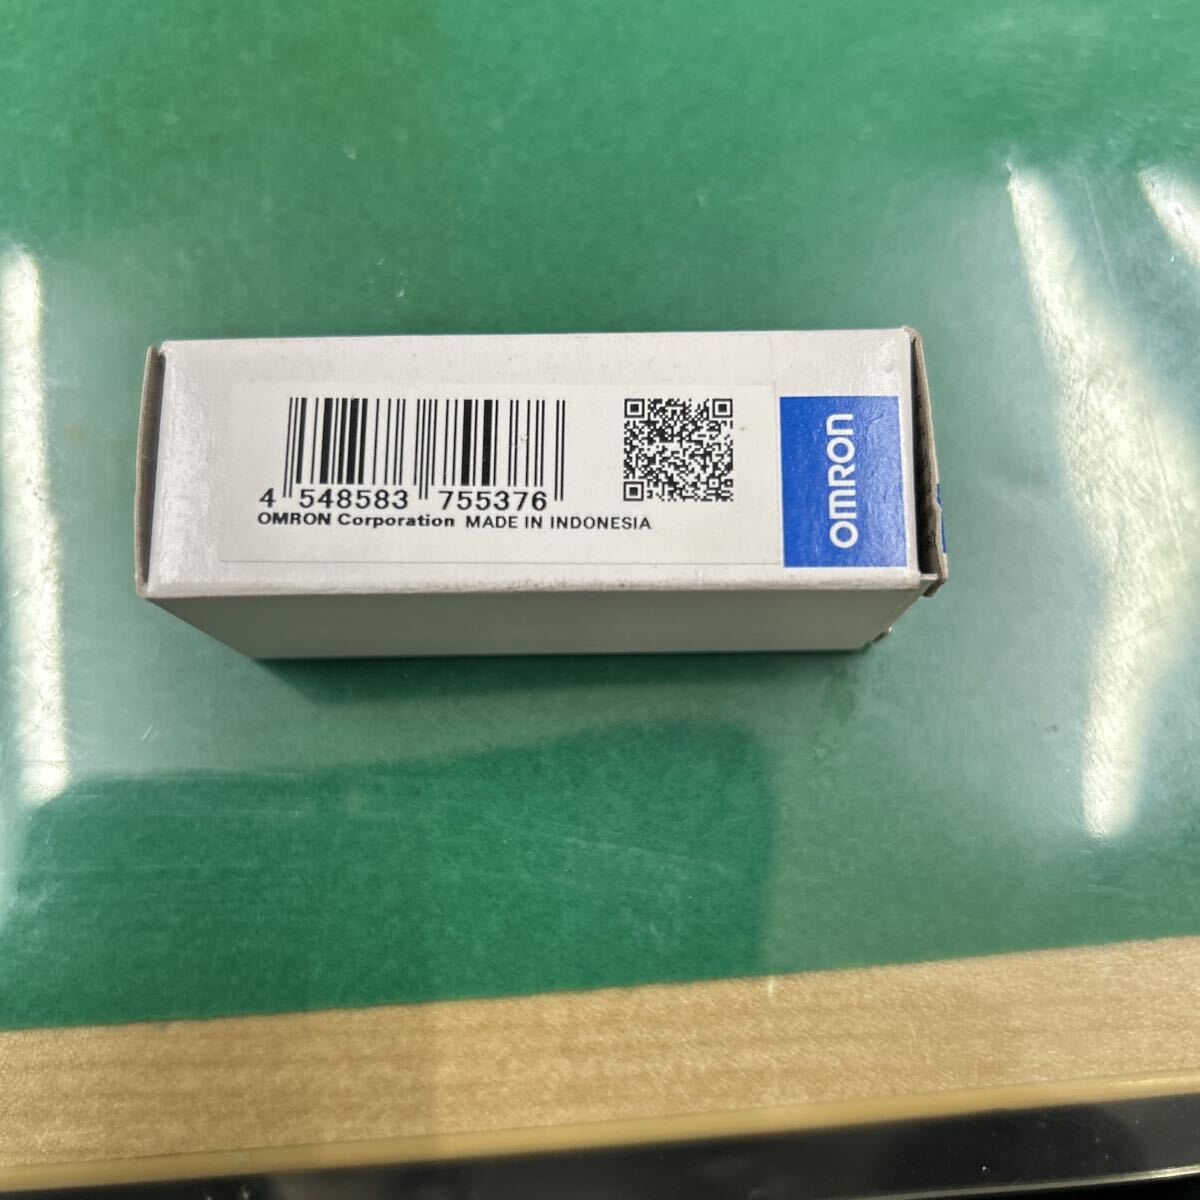 4 548583 755376
OMRON Corporation MADE IN INDONESIA
OMRON